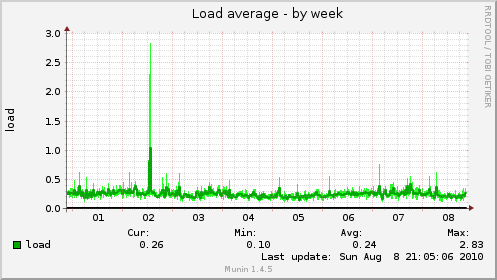 Load average - by week
RRDTOOL / TOBI OETIKER
load
3.0
2.5
2.0
1.5
1.0
0.5
0.0
01 02 03 04 05 06 07 08
Cur: Min: Avg: Max:
load 0.26 0.10 0.24 2.83
Last update: Sun Aug 8 21:05:06 2010
Munin 1.4.5